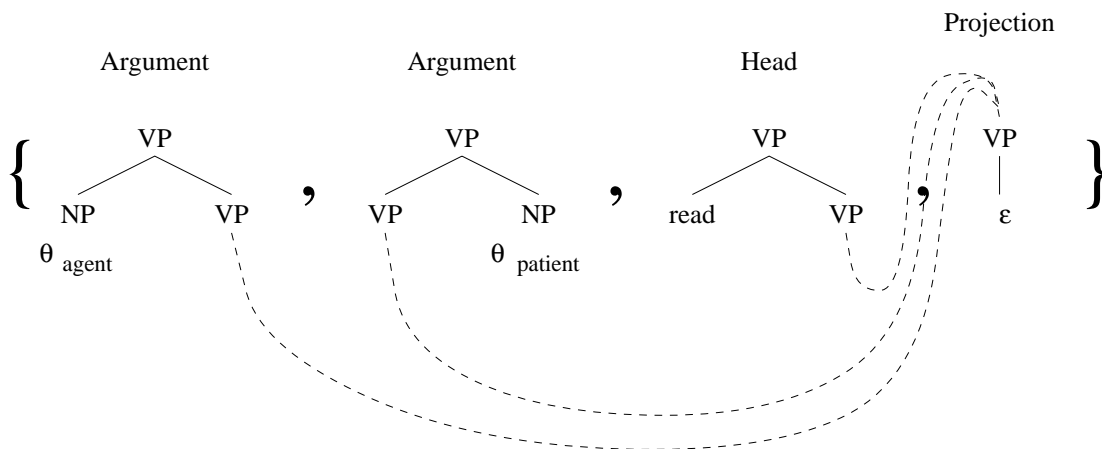 Projection
Argument Argument Head
{ VP , VP , VP , VP }
NP VP VP NP read VP ε
θ agent θ patient